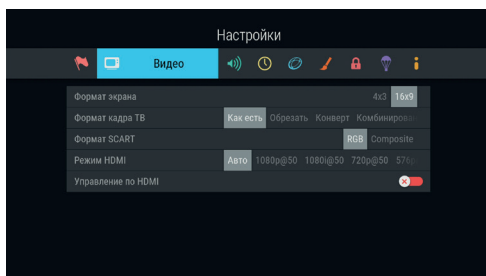 Настройки
Видео
Формат экрана 4x3 16x9
Формат кадра ТВ Как есть Обрезать Конверт
Формат SCART RGB Composite
Режим HDMI Авто 1080p@50 1080i@50 720p@50
Управление по HDMI